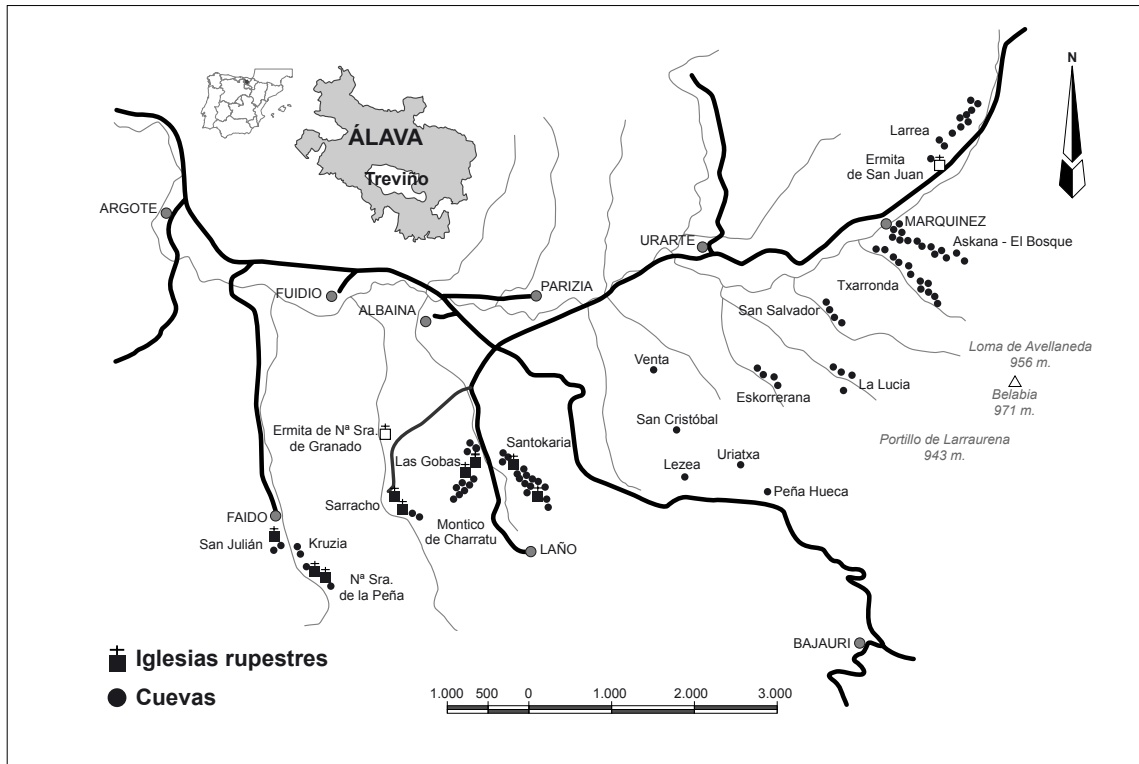 N
ÁLAVA
Treviño
Larrea
Ermita
de San Juan
ARGOTE
MARQUINEZ
Askana - El Bosque
URARTE
Txarronda
FUIDIO
PARIZIA
ALBAINA
San Salvador
Loma de Avellaneda
956 m.
Venta
Eskorrerana
La Lucia
Belabia
971 m.
San Cristóbal
Ermita de Nª Sra.
de Granado
Santokaria
Portillo de Larraurena
943 m.
Las Gobas
Lezea
Uriatxa
Peña Hueca
Sarracho
Montico
de Charratu
FAIDO
San Julián
Kruzia
LAÑO
Nª Sra.
de la Peña
BAJAURI
Iglesias rupestres
Cuevas
1.000 500 0 1.000 2.000 3.000